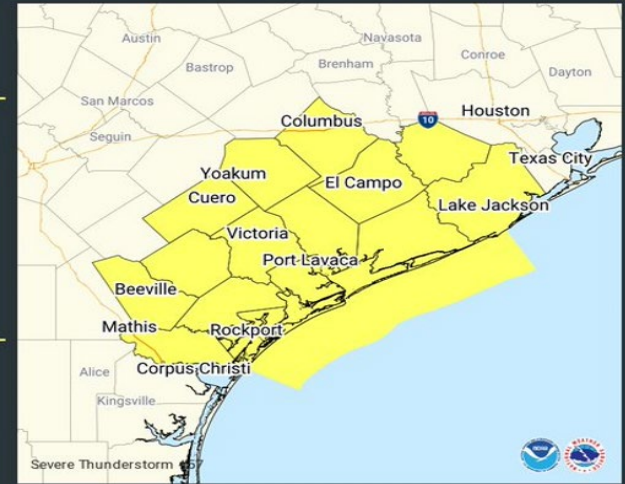 Austin
Navasota
Conroe
Bastrop
Brenham
Dayton
San Marcos
Houston
Columbus
10
Seguin
Texas City
Yoakum
El Campo
Cuero
Lake Jackson
Victoria
Port Lavaca
Beeville
Mathis
Rockport
Alice
Corpus Christi
Kingsville
Severe Thunderstorm